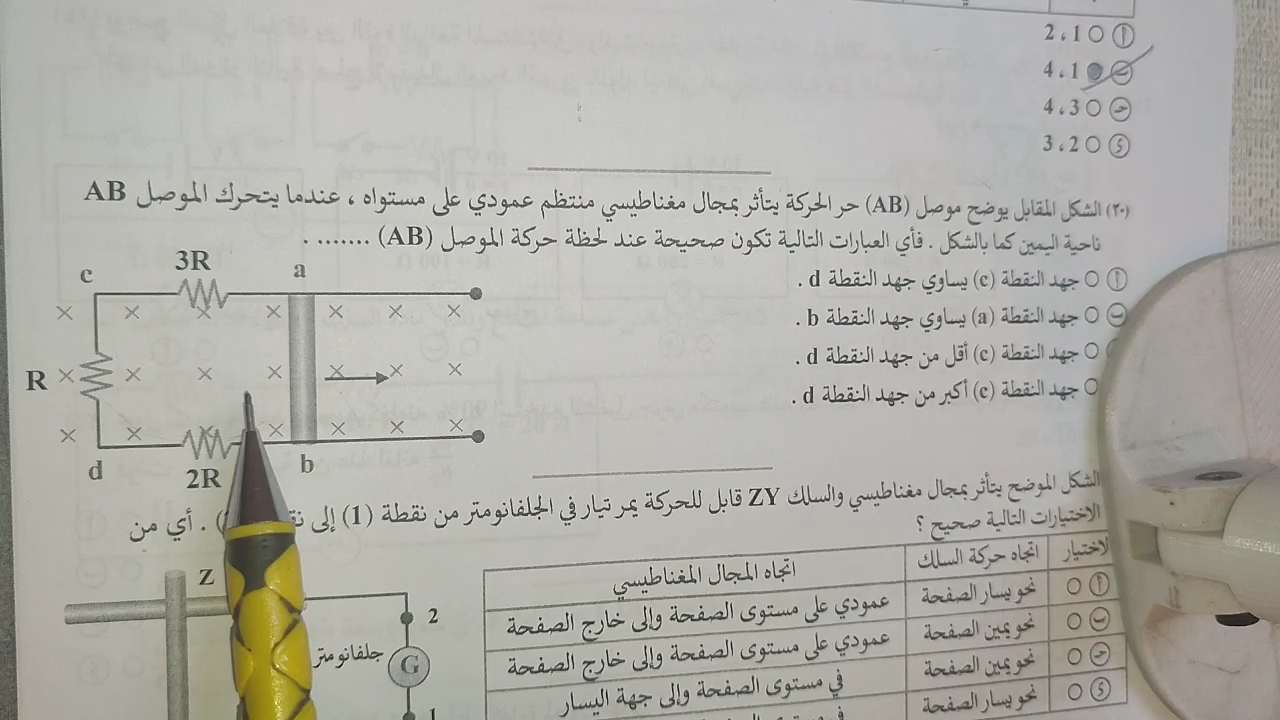 أ ○ 2،1
ب ○ 4،1
ج ○ 4،3
د ○ 3،2
(٢٠) الشكل المقابل يوضح موصل (AB) حر الحركة يتأثر بمجال مغناطيسي منتظم عمودي على مستواه ، عندما يتحرك الموصل AB
ناحية اليمين كما بالشكل . فأي العبارات التالية تكون صحيحة عند لحظة حركة الموصل (AB) ........ .
أ ○ جهد النقطة (c) يساوي جهد النقطة d .
ب ○ جهد النقطة (a) يساوي جهد النقطة b .
○ جهد النقطة (c) أقل من جهد النقطة d .
○ جهد النقطة (c) أكبر من جهد النقطة d .
c 3R a
R
d 2R b
الشكل الموضح يتأثر بمجال مغناطيسي والسلك ZY قابل للحركة يمر تيار في الجلفانومتر من نقطة (1) إلى . أي من
الاختيارات التالية صحيح ؟
الاختيار اتجاه حركة السلك اتجاه المجال المغناطيسي
أ ○ نحو يسار الصفحة عمودي على مستوى الصفحة وإلى خارج الصفحة
ب ○ نحو يمين الصفحة عمودي على مستوى الصفحة وإلى خارج الصفحة
ج ○ نحو يمين الصفحة في مستوى الصفحة وإلى جهة اليسار
د ○ نحو يسار الصفحة
Z
2
جلفانومتر G
1